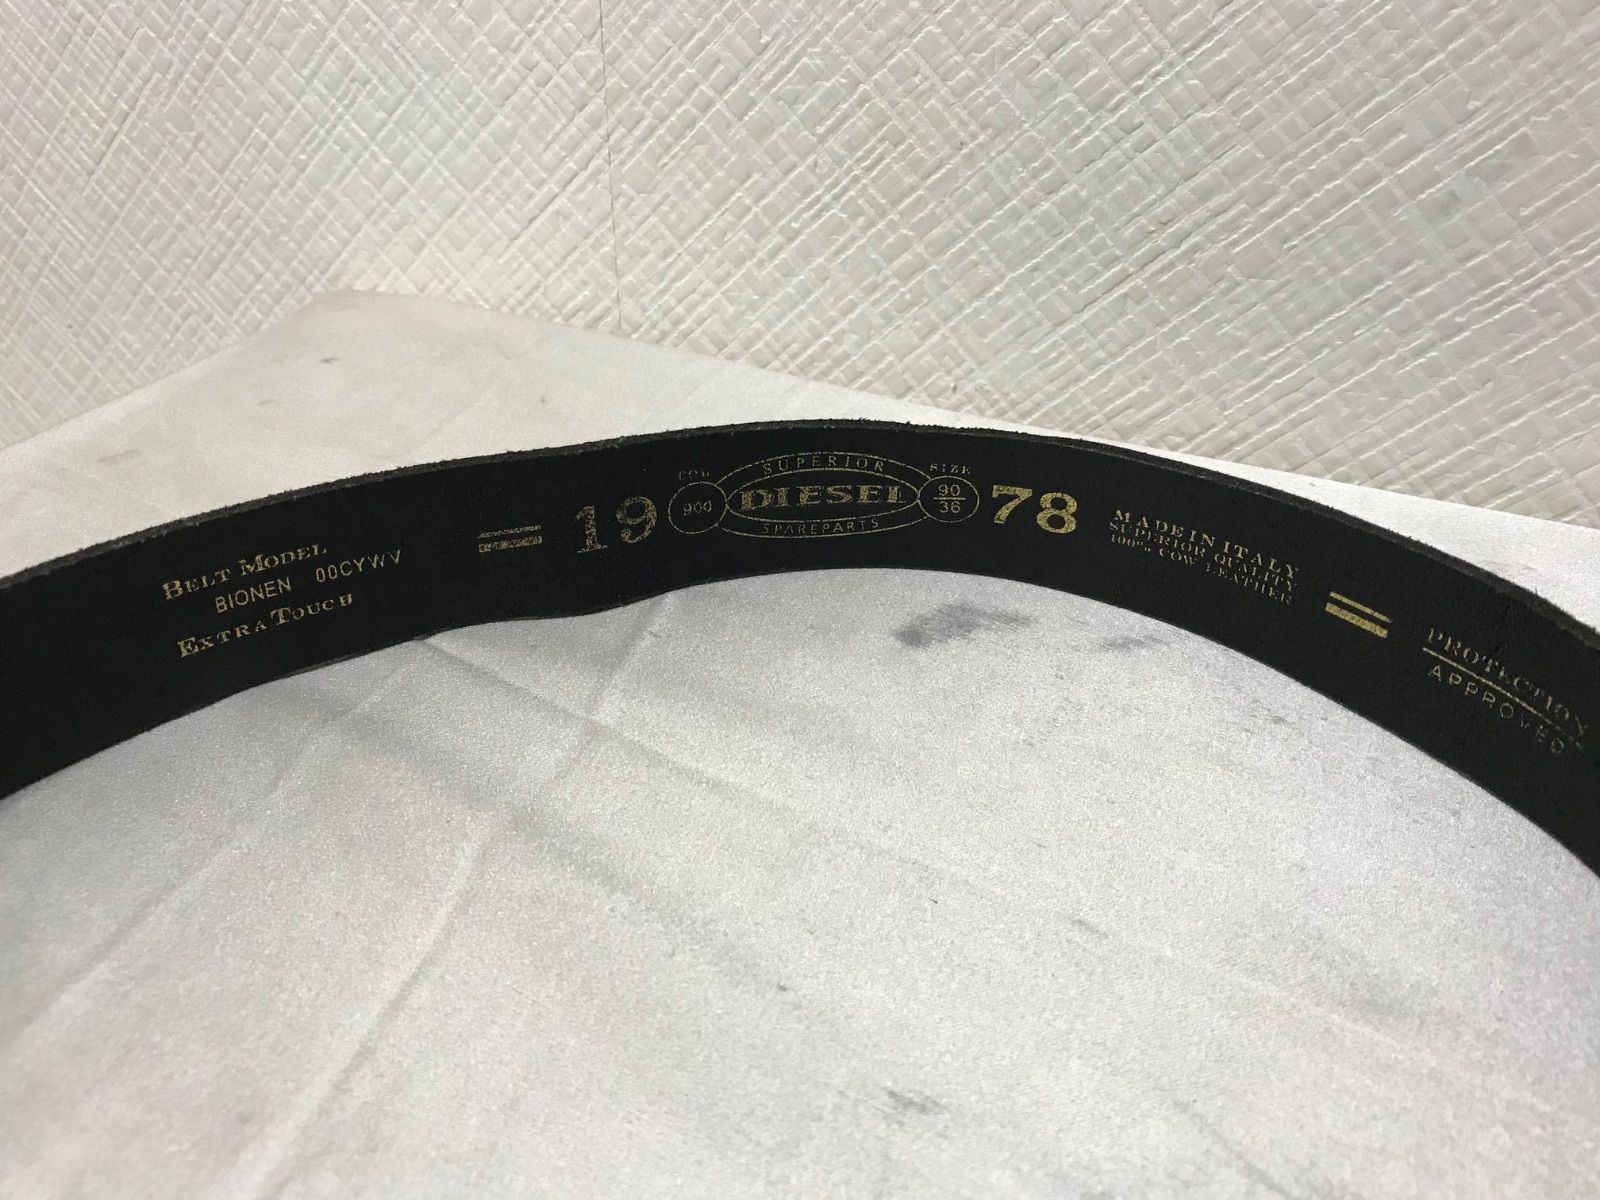 BELT MODEL
BIONEN 00CYWV
EXTRA TOUCH
19
COL
900
SUPERIOR
DIESEL
SPAREPARTS
SIZE
90
36
78
MADE IN ITALY
SUPERIOR QUALITY
100% COW LEATHER
PROTECTION
APPROVED